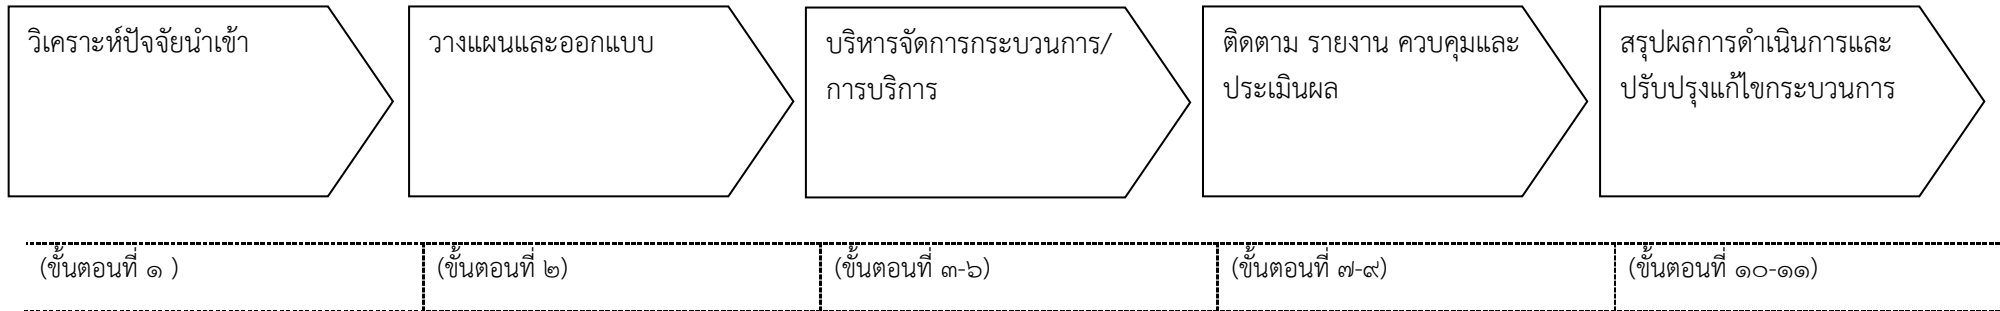 วิเคราะห์ปัจจัยนำเข้า
วางแผนและออกแบบ
บริหารจัดการกระบวนการ/
การบริการ
ติดตาม รายงาน ควบคุมและ
ประเมินผล
สรุปผลการดำเนินการและ
ปรับปรุงแก้ไขกระบวนการ
(ขั้นตอนที่ ๑ )
(ขั้นตอนที่ ๒)
(ขั้นตอนที่ ๓-๖)
(ขั้นตอนที่ ๗-๙)
(ขั้นตอนที่ ๑๐-๑๑)